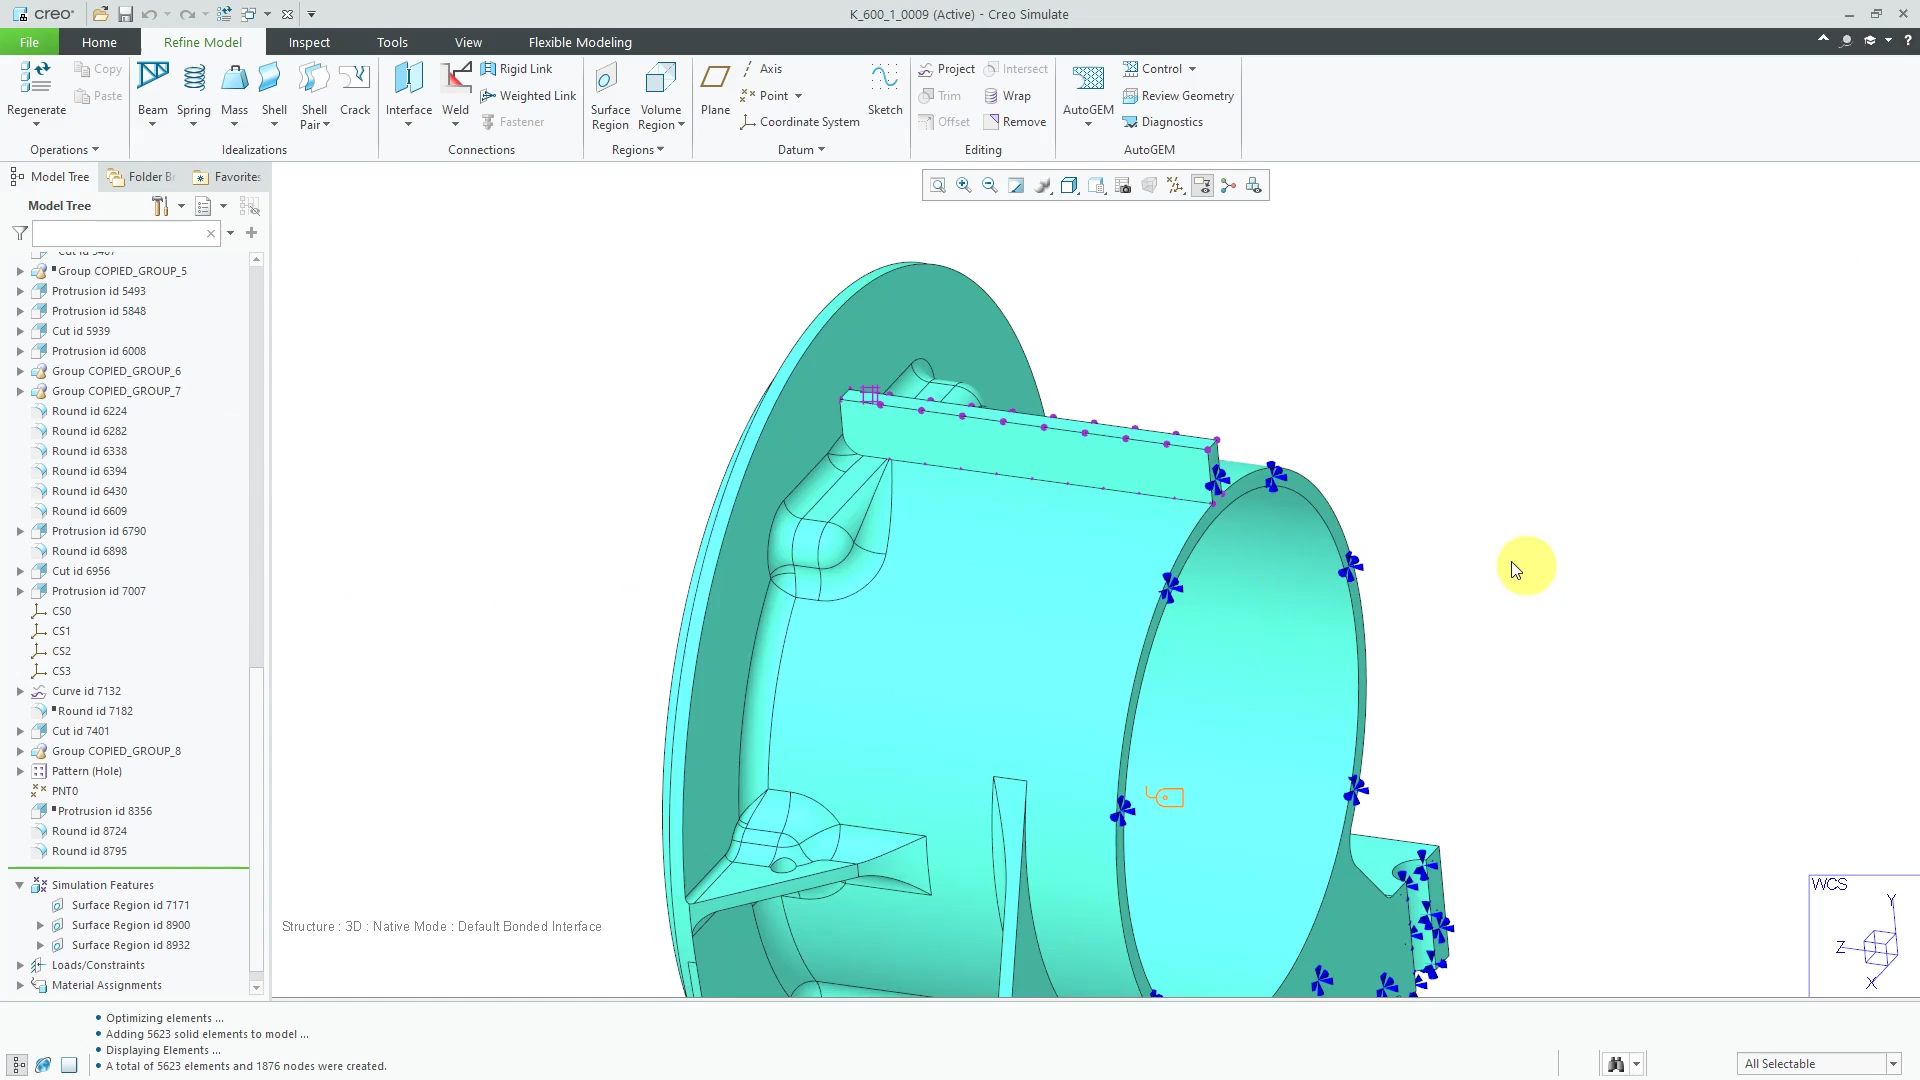 creo
K_600_1_0009 (Active) - Creo Simulate
File Home Refine Model Inspect Tools View Flexible Modeling
Regenerate
Copy
Paste
Operations
Beam
Spring
Mass
Shell
Shell Pair
Crack
Idealizations
Interface
Weld
Rigid Link
Weighted Link
Fastener
Connections
Surface Region
Volume Region
Regions
Plane
Axis
Point
Coordinate System
Sketch
Datum
Project
Intersect
Trim
Wrap
Offset
Remove
Editing
AutoGEM
Control
Review Geometry
Diagnostics
AutoGEM
Model Tree
Folder B
Favorites
Model Tree
Group COPIED_GROUP_5
Protrusion id 5493
Protrusion id 5848
Cut id 5939
Protrusion id 6008
Group COPIED_GROUP_6
Group COPIED_GROUP_7
Round id 6224
Round id 6282
Round id 6338
Round id 6394
Round id 6430
Round id 6609
Protrusion id 6790
Round id 6898
Cut id 6956
Protrusion id 7007
CS0
CS1
CS2
CS3
Curve id 7132
Round id 7182
Cut id 7401
Group COPIED_GROUP_8
Pattern (Hole)
PNT0
Protrusion id 8356
Round id 8724
Round id 8795
Simulation Features
Surface Region id 7171
Surface Region id 8900
Surface Region id 8932
Loads/Constraints
Material Assignments
Structure : 3D : Native Mode : Default Bonded Interface
WCS
Y
Z
X
Optimizing elements ...
Adding 5623 solid elements to model ...
Displaying Elements ...
A total of 5623 elements and 1876 nodes were created.
All Selectable